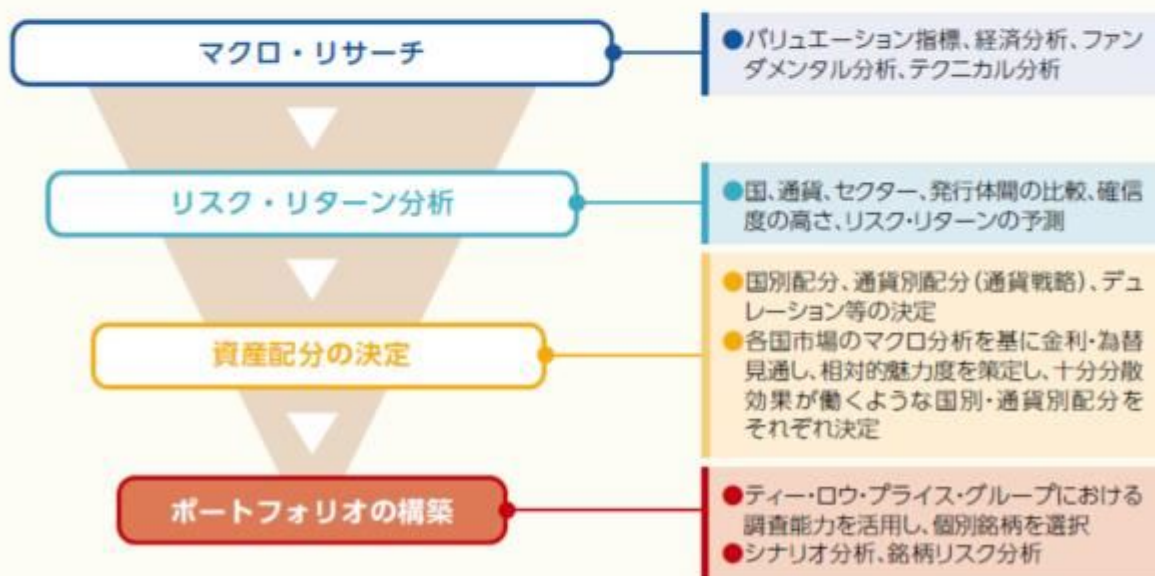 マクロ・リサーチ
●バリュエーション指標、経済分析、ファン
ダメンタル分析、テクニカル分析
リスク・リターン分析
●国、通貨、セクター、発行体間の比較、確信
度の高さ、リスク・リターンの予測
資産配分の決定
●国別配分、通貨別配分（通貨戦略）、デュ
レーション等の決定
●各国市場のマクロ分析を基に金利・為替
見通し、相対的魅力度を策定し、十分分散
効果が働くような国別・通貨別配分を
それぞれ決定
ポートフォリオの構築
●ティー・ロウ・プライス・グループにおける
調査能力を活用し、個別銘柄を選択
●シナリオ分析、銘柄リスク分析